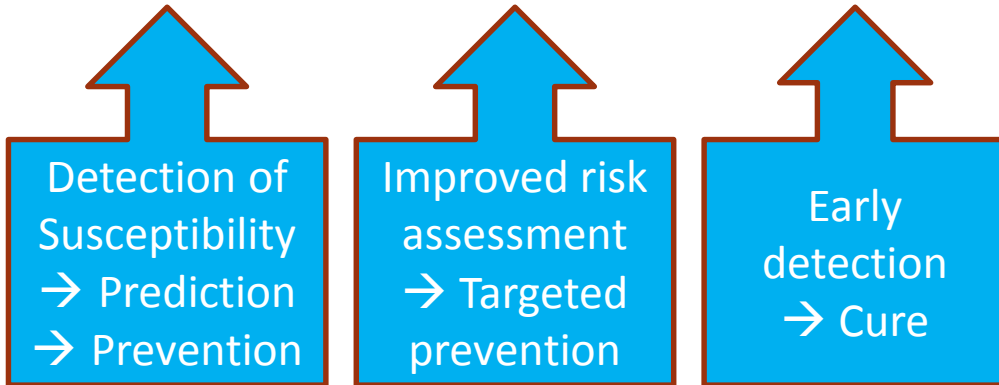 Detection of
Susceptibility
→ Prediction
→ Prevention
Improved risk
assessment
→ Targeted
prevention
Early
detection
→ Cure